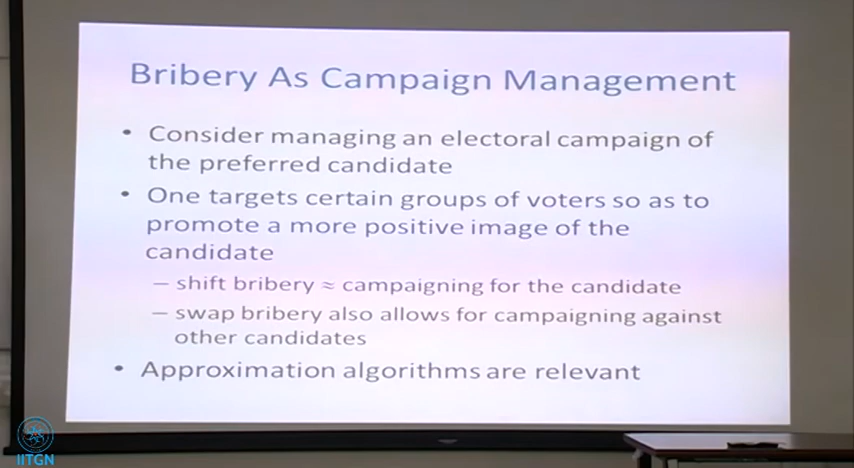 Bribery As Campaign Management
• Consider managing an electoral campaign of
the preferred candidate
• One targets certain groups of voters so as to
promote a more positive image of the
candidate
– shift bribery ≈ campaigning for the candidate
– swap bribery also allows for campaigning against
other candidates
• Approximation algorithms are relevant
IITGN